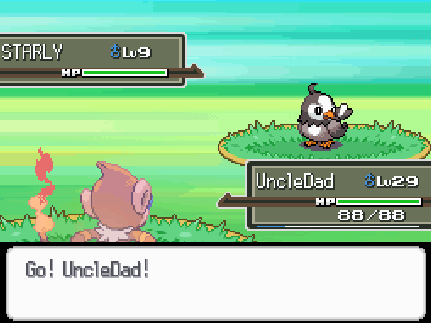 STARLY ♂Lv9
HP
UncleDad ♂Lv29
HP
88/88
Go! UncleDad!